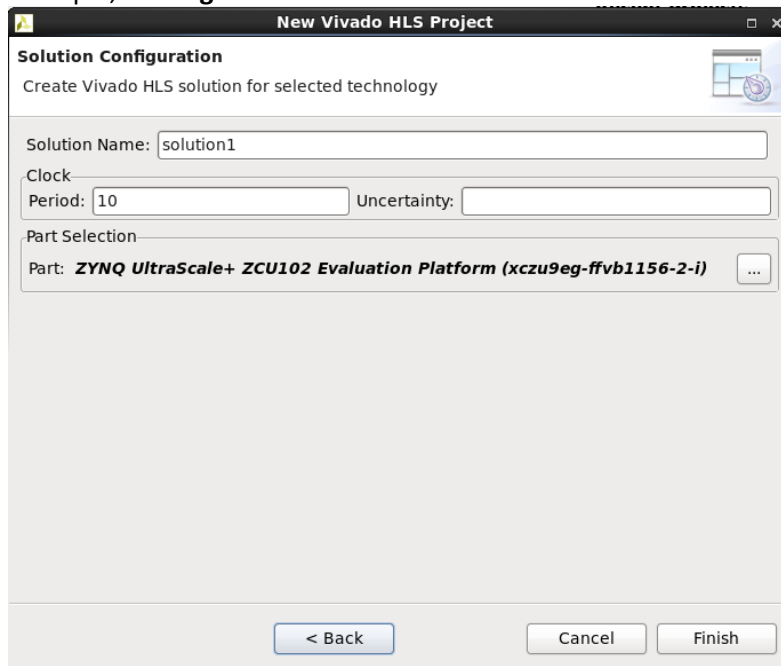 New Vivado HLS Project
Solution Configuration
Create Vivado HLS solution for selected technology
Solution Name: solution1
Clock
Period: 10 Uncertainty:
Part Selection
Part: ZYNQ UltraScale+ ZCU102 Evaluation Platform (xczu9eg-ffvb1156-2-i) ...
< Back Cancel Finish